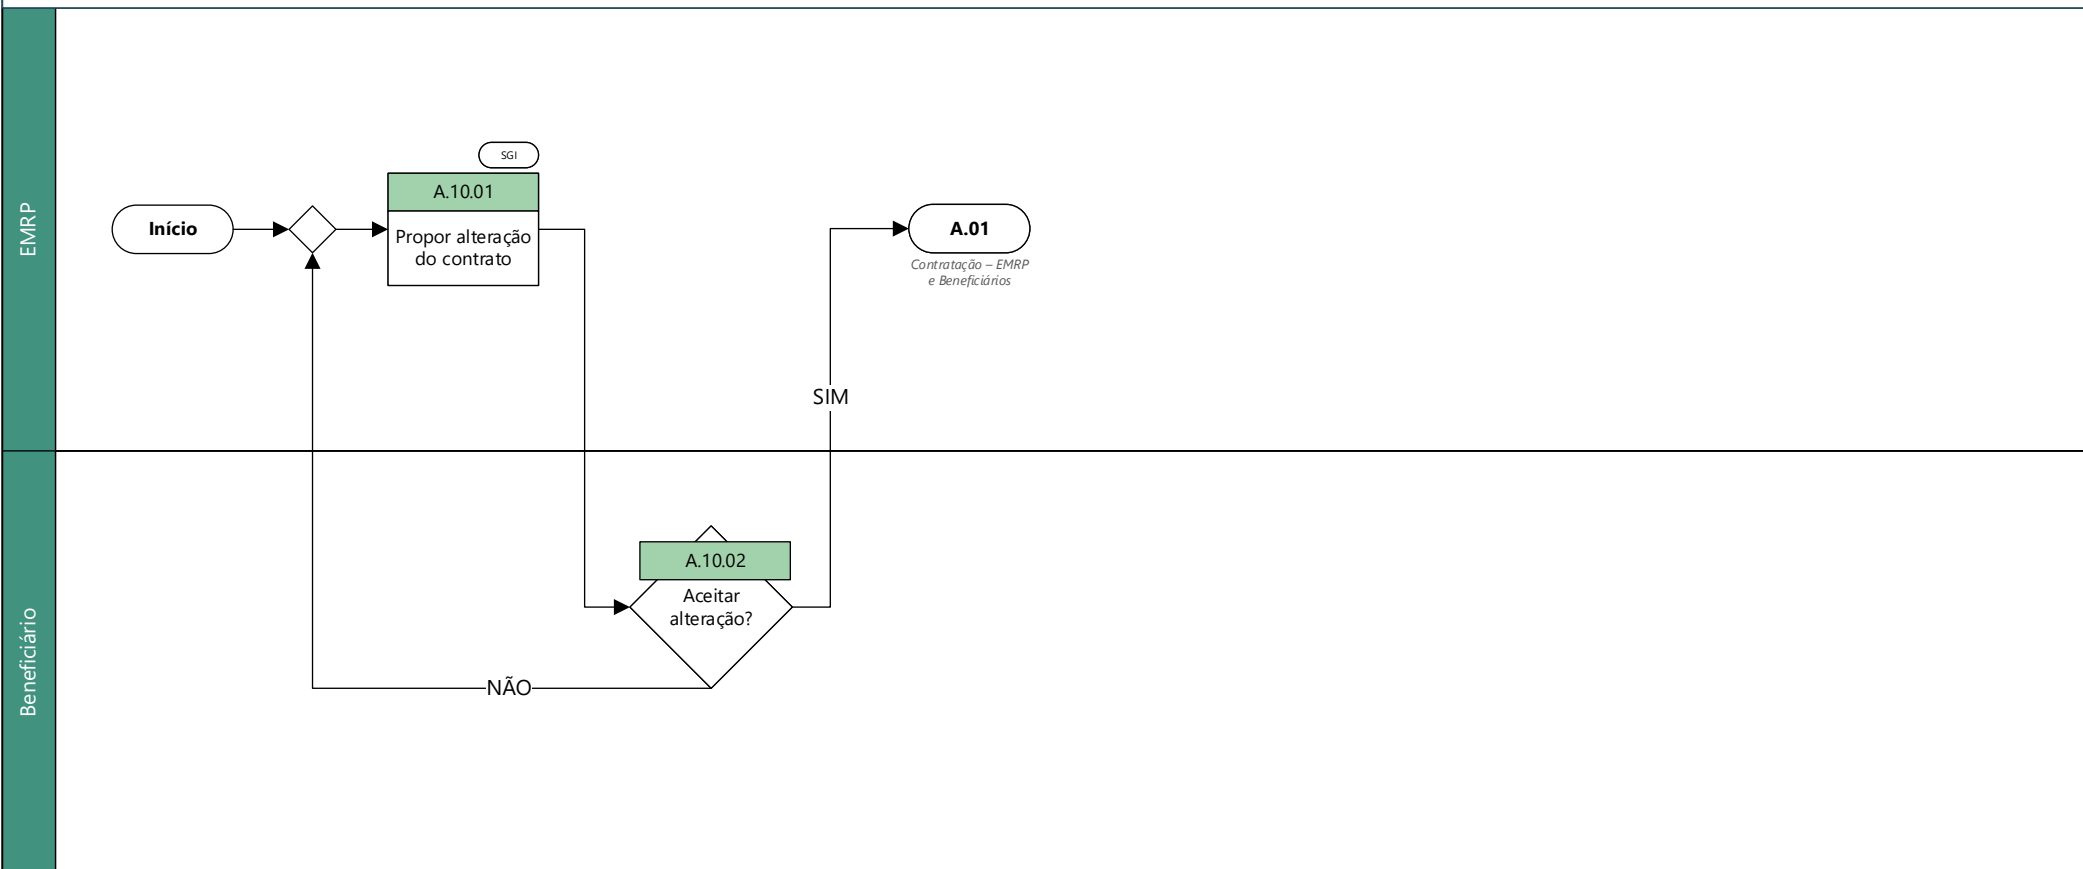 EMRP
SGI
A.10.01
Início
Propor alteração
do contrato
A.01
Contratação – EMRP
e Beneficiários
SIM
Beneficiário
A.10.02
Aceitar
alteração?
NÃO